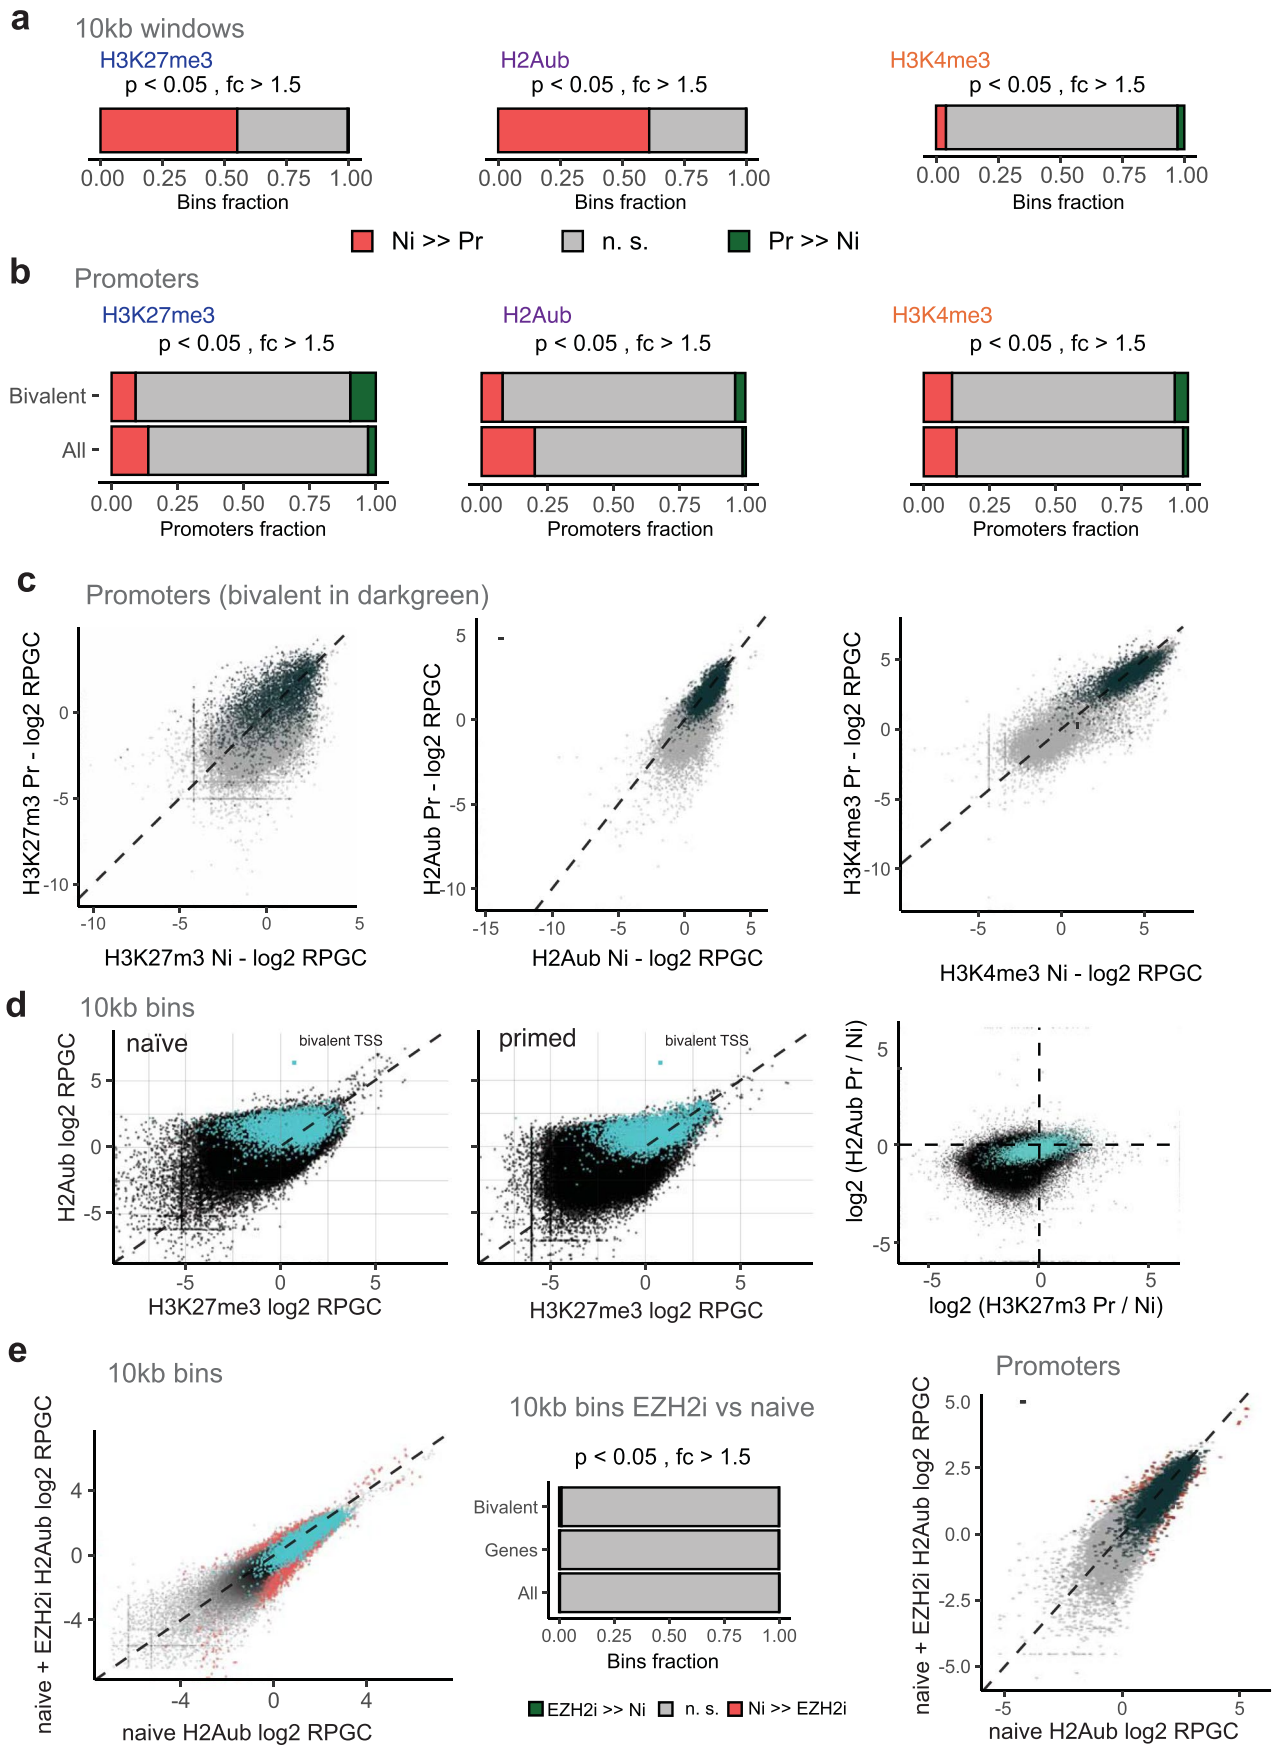 a
10kb windows
H3K27me3
H2Aub
H3K4me3
p < 0.05 , fc > 1.5
p < 0.05 , fc > 1.5
p < 0.05 , fc > 1.5
0.00 0.25 0.50 0.75 1.00
0.00 0.25 0.50 0.75 1.00
0.00 0.25 0.50 0.75 1.00
Bins fraction
Bins fraction
Bins fraction
Ni >> Pr
n. s.
Pr >> Ni
b
Promoters
H3K27me3
H2Aub
H3K4me3
p < 0.05 , fc > 1.5
p < 0.05 , fc > 1.5
p < 0.05 , fc > 1.5
Bivalent
All
0.00 0.25 0.50 0.75 1.00
0.00 0.25 0.50 0.75 1.00
0.00 0.25 0.50 0.75 1.00
Promoters fraction
Promoters fraction
Promoters fraction
c
Promoters (bivalent in darkgreen)
H3K27m3 Pr - log2 RPGC
0
-5
-10
-10 -5 0 5
H3K27m3 Ni - log2 RPGC
H2Aub Pr - log2 RPGC
5
0
-5
-10
-15 -10 -5 0 5
H2Aub Ni - log2 RPGC
H3K4me3 Pr - log2 RPGC
5
0
-5
-10
-5 0 5
H3K4me3 Ni - log2 RPGC
d
10kb bins
H2Aub log2 RPGC
naïve
bivalent TSS
5
0
-5
-5 0 5
H3K27me3 log2 RPGC
primed
bivalent TSS
-5 0 5
H3K27me3 log2 RPGC
log2 (H2Aub Pr / Ni)
5
0
-5
-5 0 5
log2 (H3K27m3 Pr / Ni)
e
10kb bins
naive + EZH2i H2Aub log2 RPGC
4
0
-4
-4 0 4
naive H2Aub log2 RPGC
10kb bins EZH2i vs naive
p < 0.05 , fc > 1.5
Bivalent
Genes
All
0.00 0.25 0.50 0.75 1.00
Bins fraction
EZH2i >> Ni
n. s.
Ni >> EZH2i
Promoters
naive + EZH2i H2Aub log2 RPGC
5.0
2.5
0.0
-2.5
-5.0
-5 0 5
naive H2Aub log2 RPGC